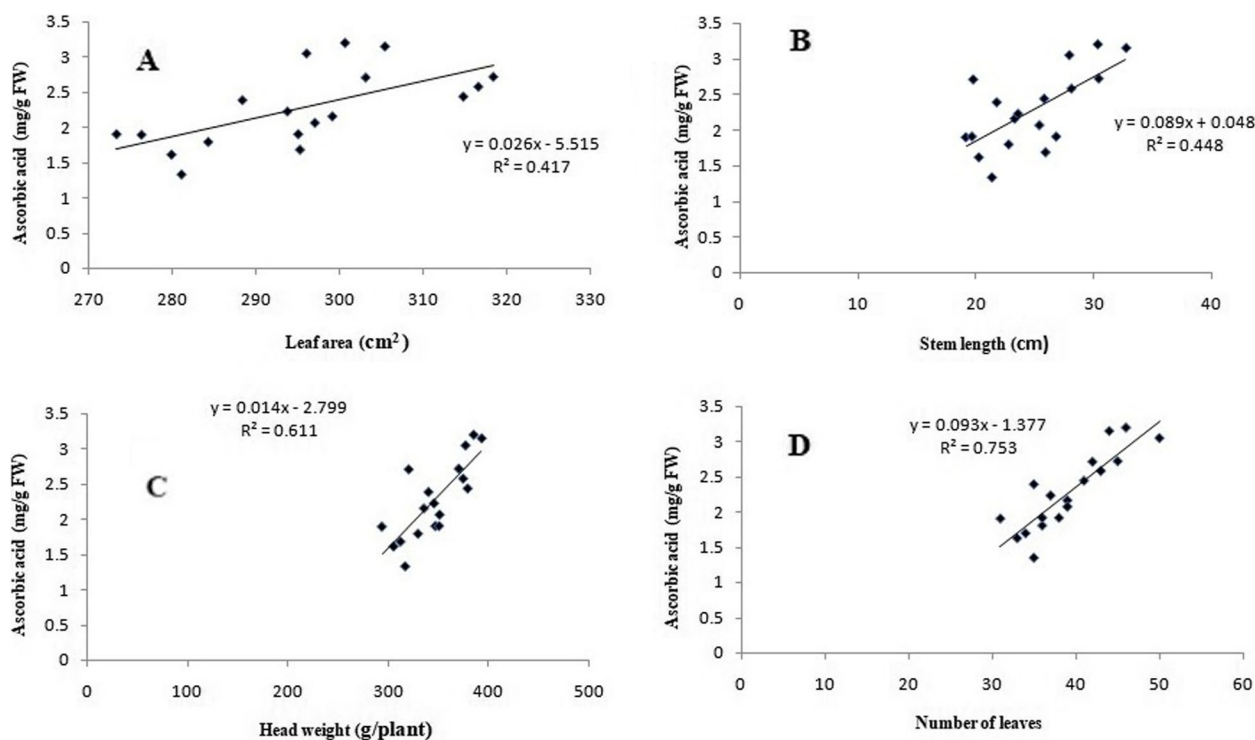 A
Ascorbic acid (mg/g FW)
3.5
3
2.5
2
1.5
1
0.5
0
y = 0.026x - 5.515
R² = 0.417
270 280 290 300 310 320 330
Leaf area (cm²)
B
Ascorbic acid (mg/g FW)
3.5
3
2.5
2
1.5
1
0.5
0
y = 0.089x + 0.048
R² = 0.448
0 10 20 30 40
Stem length (cm)
C
Ascorbic acid (mg/g FW)
y = 0.014x - 2.799
R² = 0.611
3.5
3
2.5
2
1.5
1
0.5
0
0 100 200 300 400 500
Head weight (g/plant)
D
Ascorbic acid (mg/g FW)
3.5
3
2.5
2
1.5
1
0.5
0
y = 0.093x - 1.377
R² = 0.753
0 10 20 30 40 50 60
Number of leaves